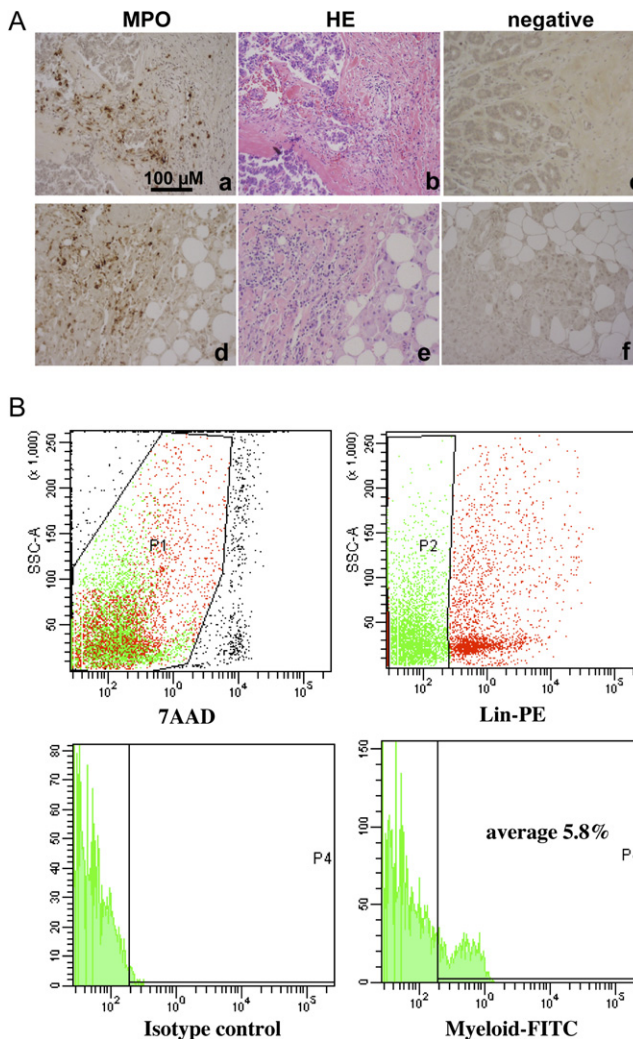 A
MPO
HE
negative
100 µM
a
b
c
d
e
f
B
250
200
150
100
50
SSC-A
(x 1,000)
P1
10² 10⁰ 10⁴ 10⁵
7AAD
250
200
150
100
50
SSC-A
(x 1,000)
P2
10² 10⁰ 10⁴ 10⁵
Lin-PE
80
70
60
50
40
30
20
10
0
P4
10² 10⁰ 10⁴ 10⁵
Isotype control
150
100
50
0
average 5.8%
10² 10⁰ 10⁴ 10⁵
Myeloid-FITC